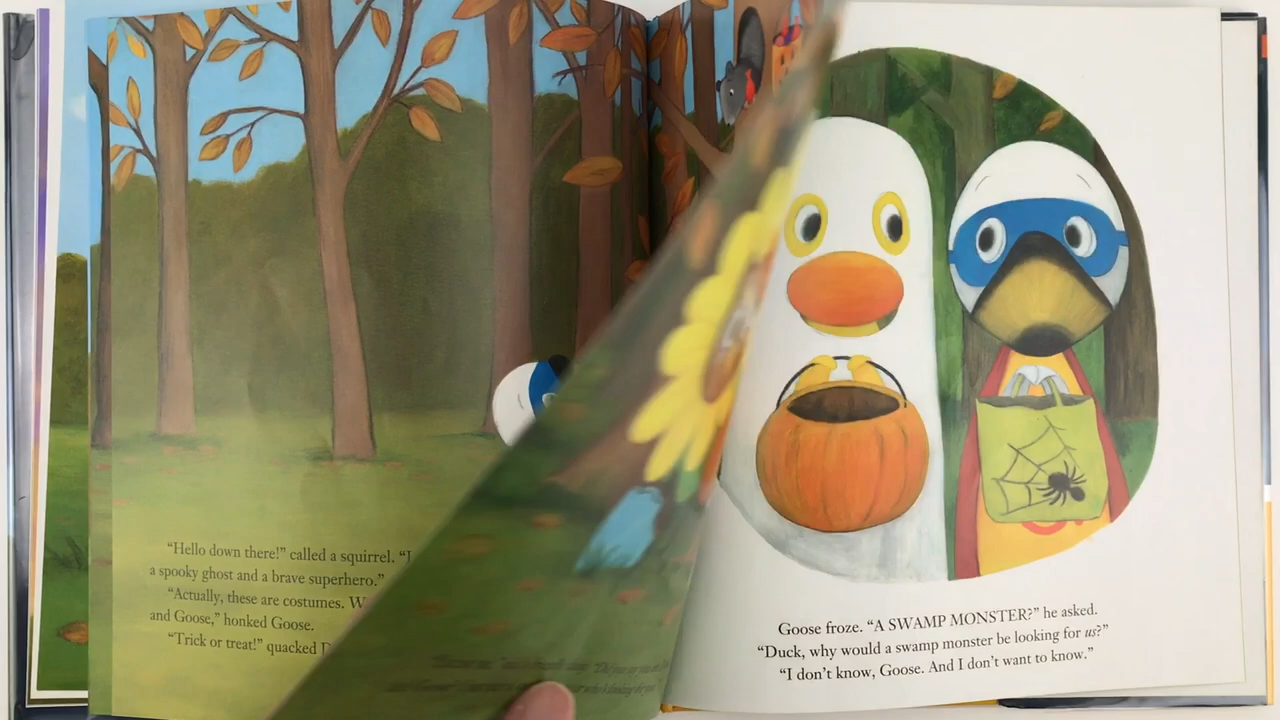 “Hello down there!” called a squirrel.
a spooky ghost and a brave superhero.”
“Actually, these are costumes.
and Goose,” honked Goose.
“Trick or treat!” quacked
Goose froze. “A SWAMP MONSTER?” he asked.
“Duck, why would a swamp monster be looking for us?”
“I don’t know, Goose. And I don’t want to know.”